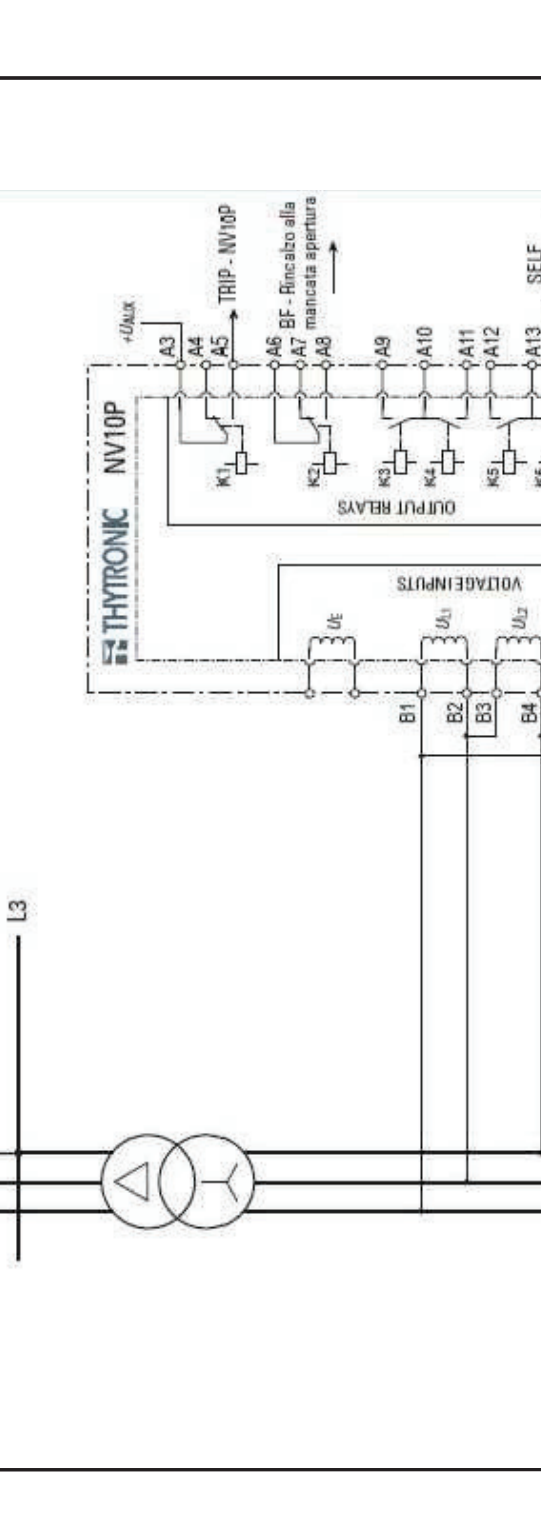 THYTRONIC NV10P
+UAUX
A3
A4
A5
TRIP - NV10P
A6
A7
A8
BF - Rincalzo alla
mancata apertura
A9
A10
A11
A12
A13
SELF
K1
K2
K3
K4
K5
OUTPUT RELAYS
VOLTAGE INPUTS
UE
UL1
UL2
B1
B2
B3
B4
L3